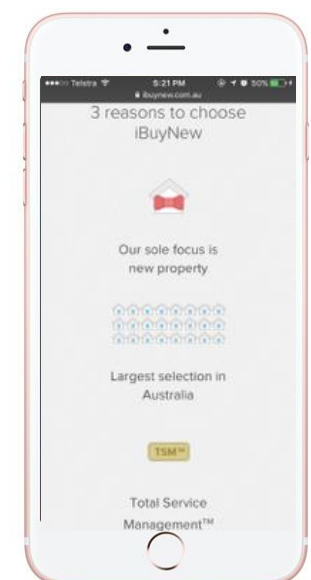 Telstra 5:21 PM 50%
ibuynew.com.au
3 reasons to choose
iBuyNew
Our sole focus is
new property
Largest selection in
Australia
TSM™
Total Service
Management™